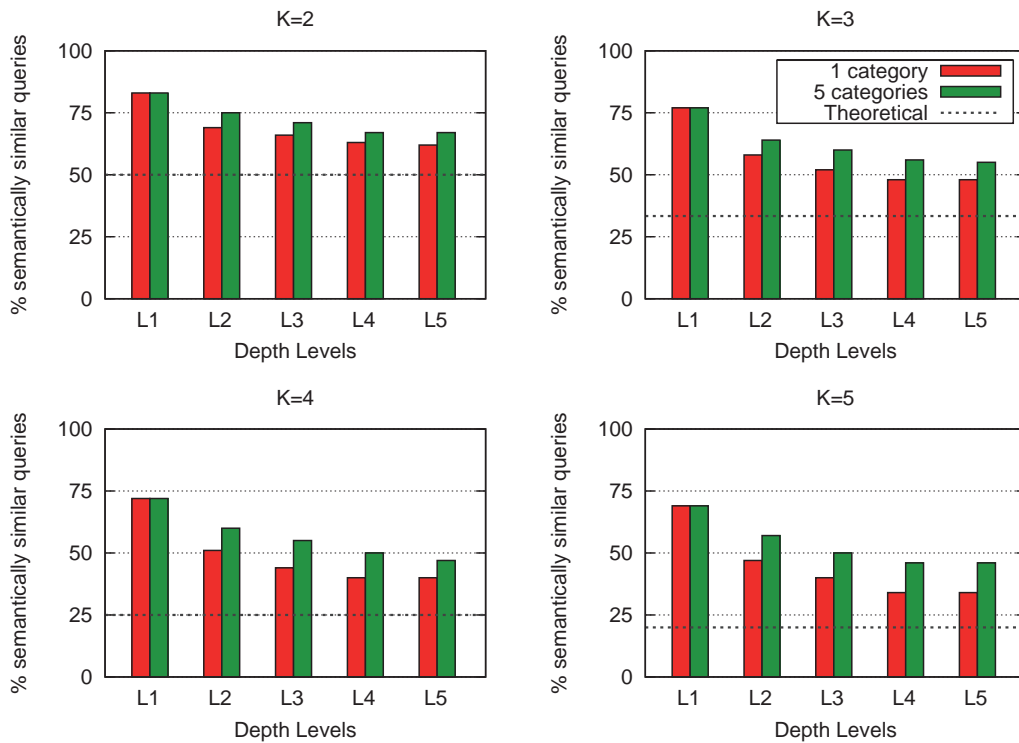 K=2
% semantically similar queries
100
75
50
25
0
L1 L2 L3 L4 L5
Depth Levels
K=3
% semantically similar queries
100
75
50
25
0
1 category
5 categories
Theoretical
L1 L2 L3 L4 L5
Depth Levels
K=4
% semantically similar queries
100
75
50
25
0
L1 L2 L3 L4 L5
Depth Levels
K=5
% semantically similar queries
100
75
50
25
0
L1 L2 L3 L4 L5
Depth Levels